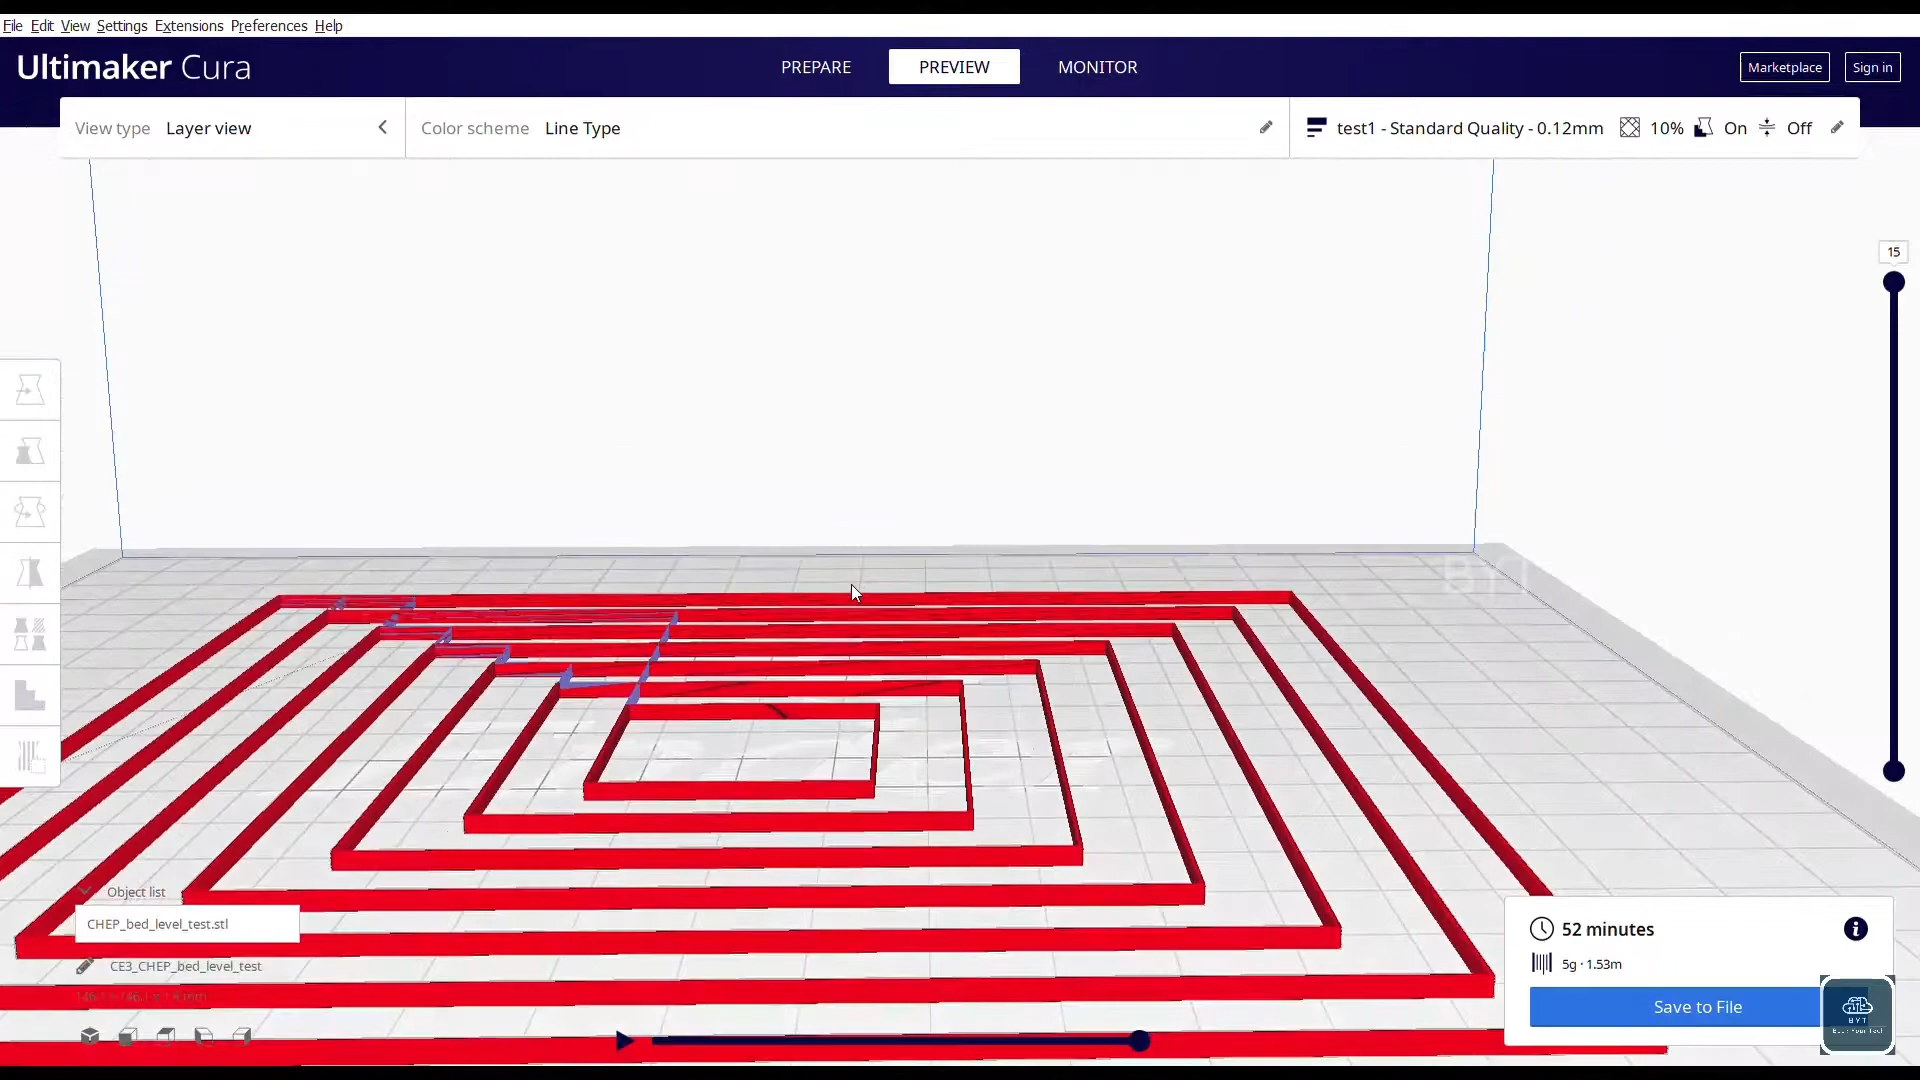 File Edit View Settings Extensions Preferences Help
Ultimaker Cura
PREPARE PREVIEW MONITOR
Marketplace Sign in
View type Layer view
Color scheme Line Type
test1 - Standard Quality - 0.12mm 10% On Off
15
BYT
Object list
CHEP_bed_level_test.stl
CE3_CHEP_bed_level_test
52 minutes
5g · 1.53m
Save to File
BYT